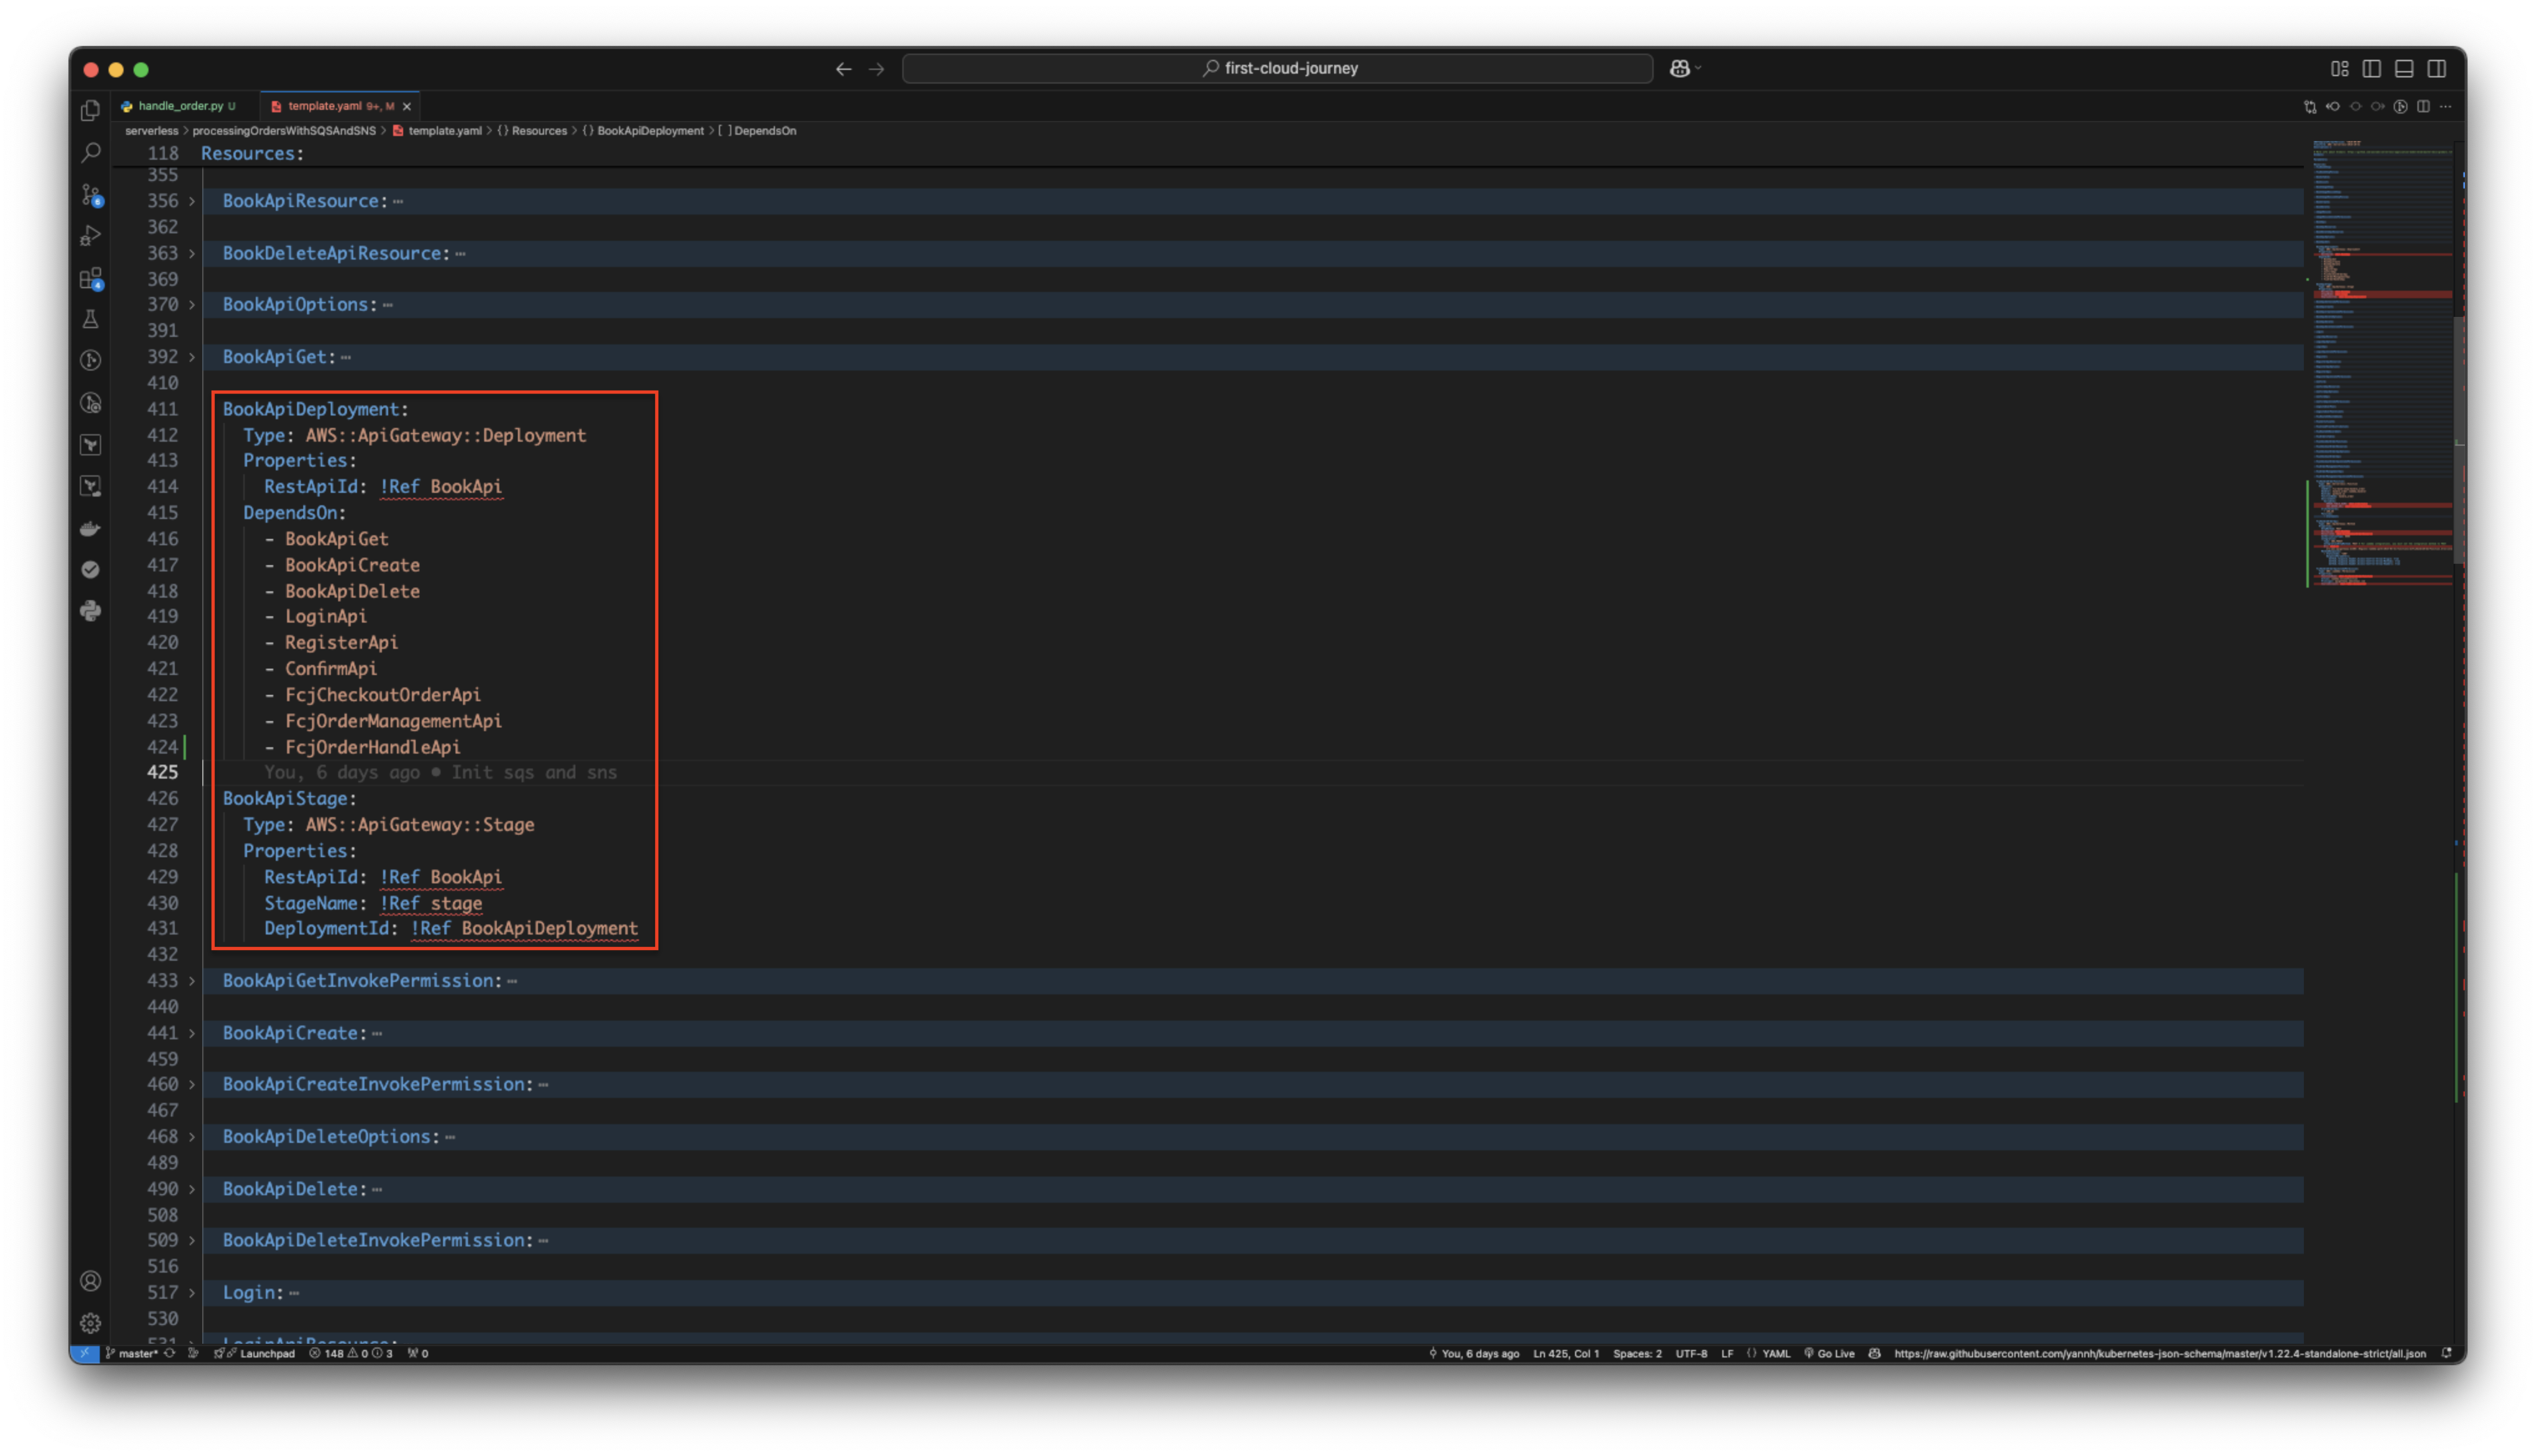 first-cloud-journey
handle_order.py U
template.yaml 9+, M
serverless > processingOrdersWithSQSAndSNS > template.yaml > {} Resources > {} BookApiDeployment > [ ] DependsOn
118 Resources:
355
356 BookApiResource:
362
363 BookDeleteApiResource:
369
370 BookApiOptions:
391
392 BookApiGet:
410
411 BookApiDeployment:
412 Type: AWS::ApiGateway::Deployment
413 Properties:
414 RestApiId: !Ref BookApi
415 DependsOn:
416 - BookApiGet
417 - BookApiCreate
418 - BookApiDelete
419 - LoginApi
420 - RegisterApi
421 - ConfirmApi
422 - FcjCheckoutOrderApi
423 - FcjOrderManagementApi
424 - FcjOrderHandleApi
425 You, 6 days ago • Init sqs and sns
426 BookApiStage:
427 Type: AWS::ApiGateway::Stage
428 Properties:
429 RestApiId: !Ref BookApi
430 StageName: !Ref stage
431 DeploymentId: !Ref BookApiDeployment
432
433 BookApiGetInvokePermission:
440
441 BookApiCreate:
459
460 BookApiCreateInvokePermission:
467
468 BookApiDeleteOptions:
489
490 BookApiDelete:
508
509 BookApiDeleteInvokePermission:
516
517 Login:
530
531 LoginApiResource:
master* Launchpad 148 0 3 0 You, 6 days ago Ln 425, Col 1 Spaces: 2 UTF-8 LF {} YAML Go Live https://raw.githubusercontent.com/yannh/kubernetes-json-schema/master/v1.22.4-standalone-strict/all.json